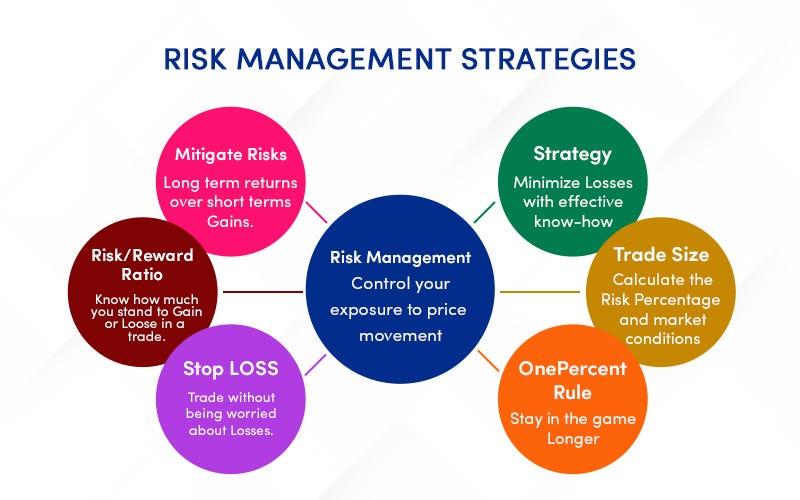 RISK MANAGEMENT STRATEGIES
Mitigate Risks
Long term returns
over short terms
Gains.
Strategy
Minimize Losses
with effective
know-how
Risk/Reward
Ratio
Know how much
you stand to Gain
or Loose in a
trade.
Risk Management
Control your
exposure to price
movement
Trade Size
Calculate the
Risk Percentage
and market
conditions
Stop LOSS
Trade without
being worried
about Losses.
OnePercent
Rule
Stay in the game
Longer